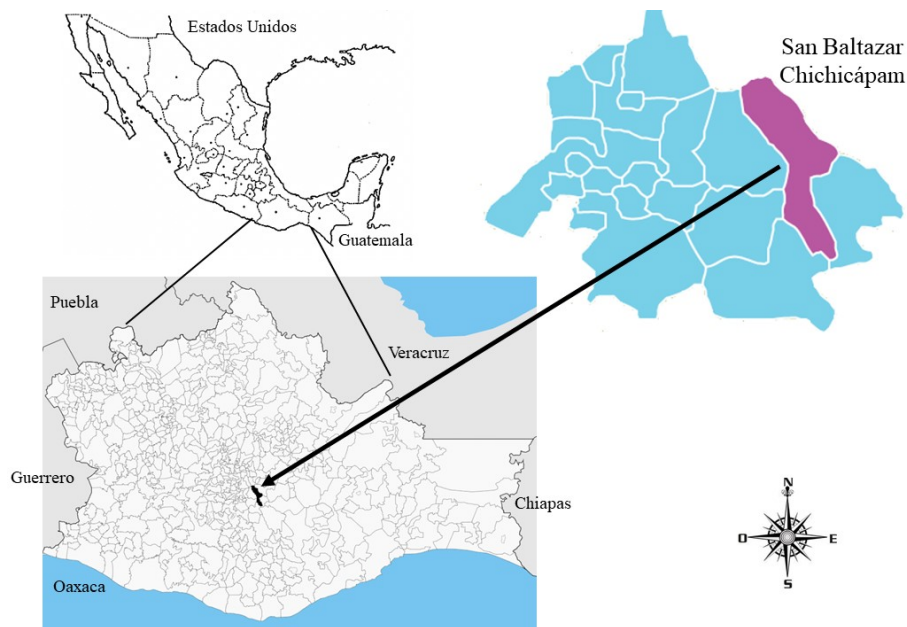 Estados Unidos
San Baltazar
Chichicápam
Guatemala
Puebla
Veracruz
Guerrero
Chiapas
Oaxaca
N
O
E
S